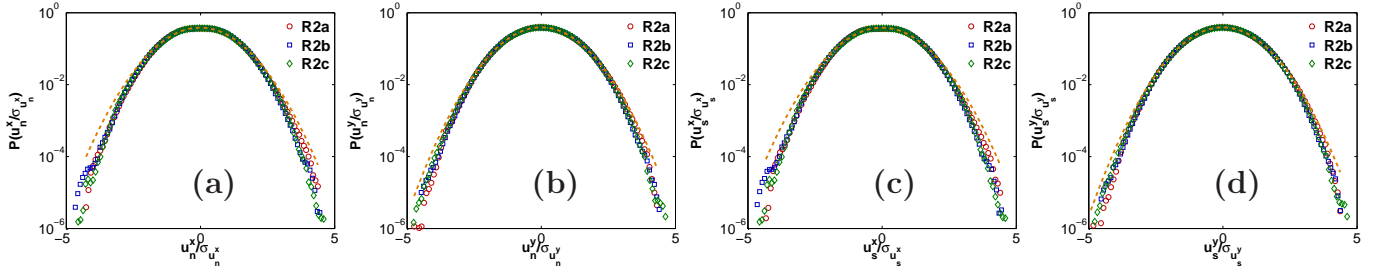 10^0
10^-2
10^-4
10^-6
P(u_n^x/σ_{u_n^x})
R2a
R2b
R2c
(a)
−5
0
5
u_n^x/σ_{u_n^x}
10^0
10^-2
10^-4
10^-6
P(u_n^y/σ_{u_n^y})
R2a
R2b
R2c
(b)
−5
0
5
u_n^y/σ_{u_n^y}
10^0
10^-2
10^-4
10^-6
P(u_s^x/σ_{u_s^x})
R2a
R2b
R2c
(c)
−5
0
5
u_s^x/σ_{u_s^x}
10^0
10^-2
10^-4
10^-6
P(u_s^y/σ_{u_s^y})
R2a
R2b
R2c
(d)
−5
0
5
u_s^y/σ_{u_s^y}